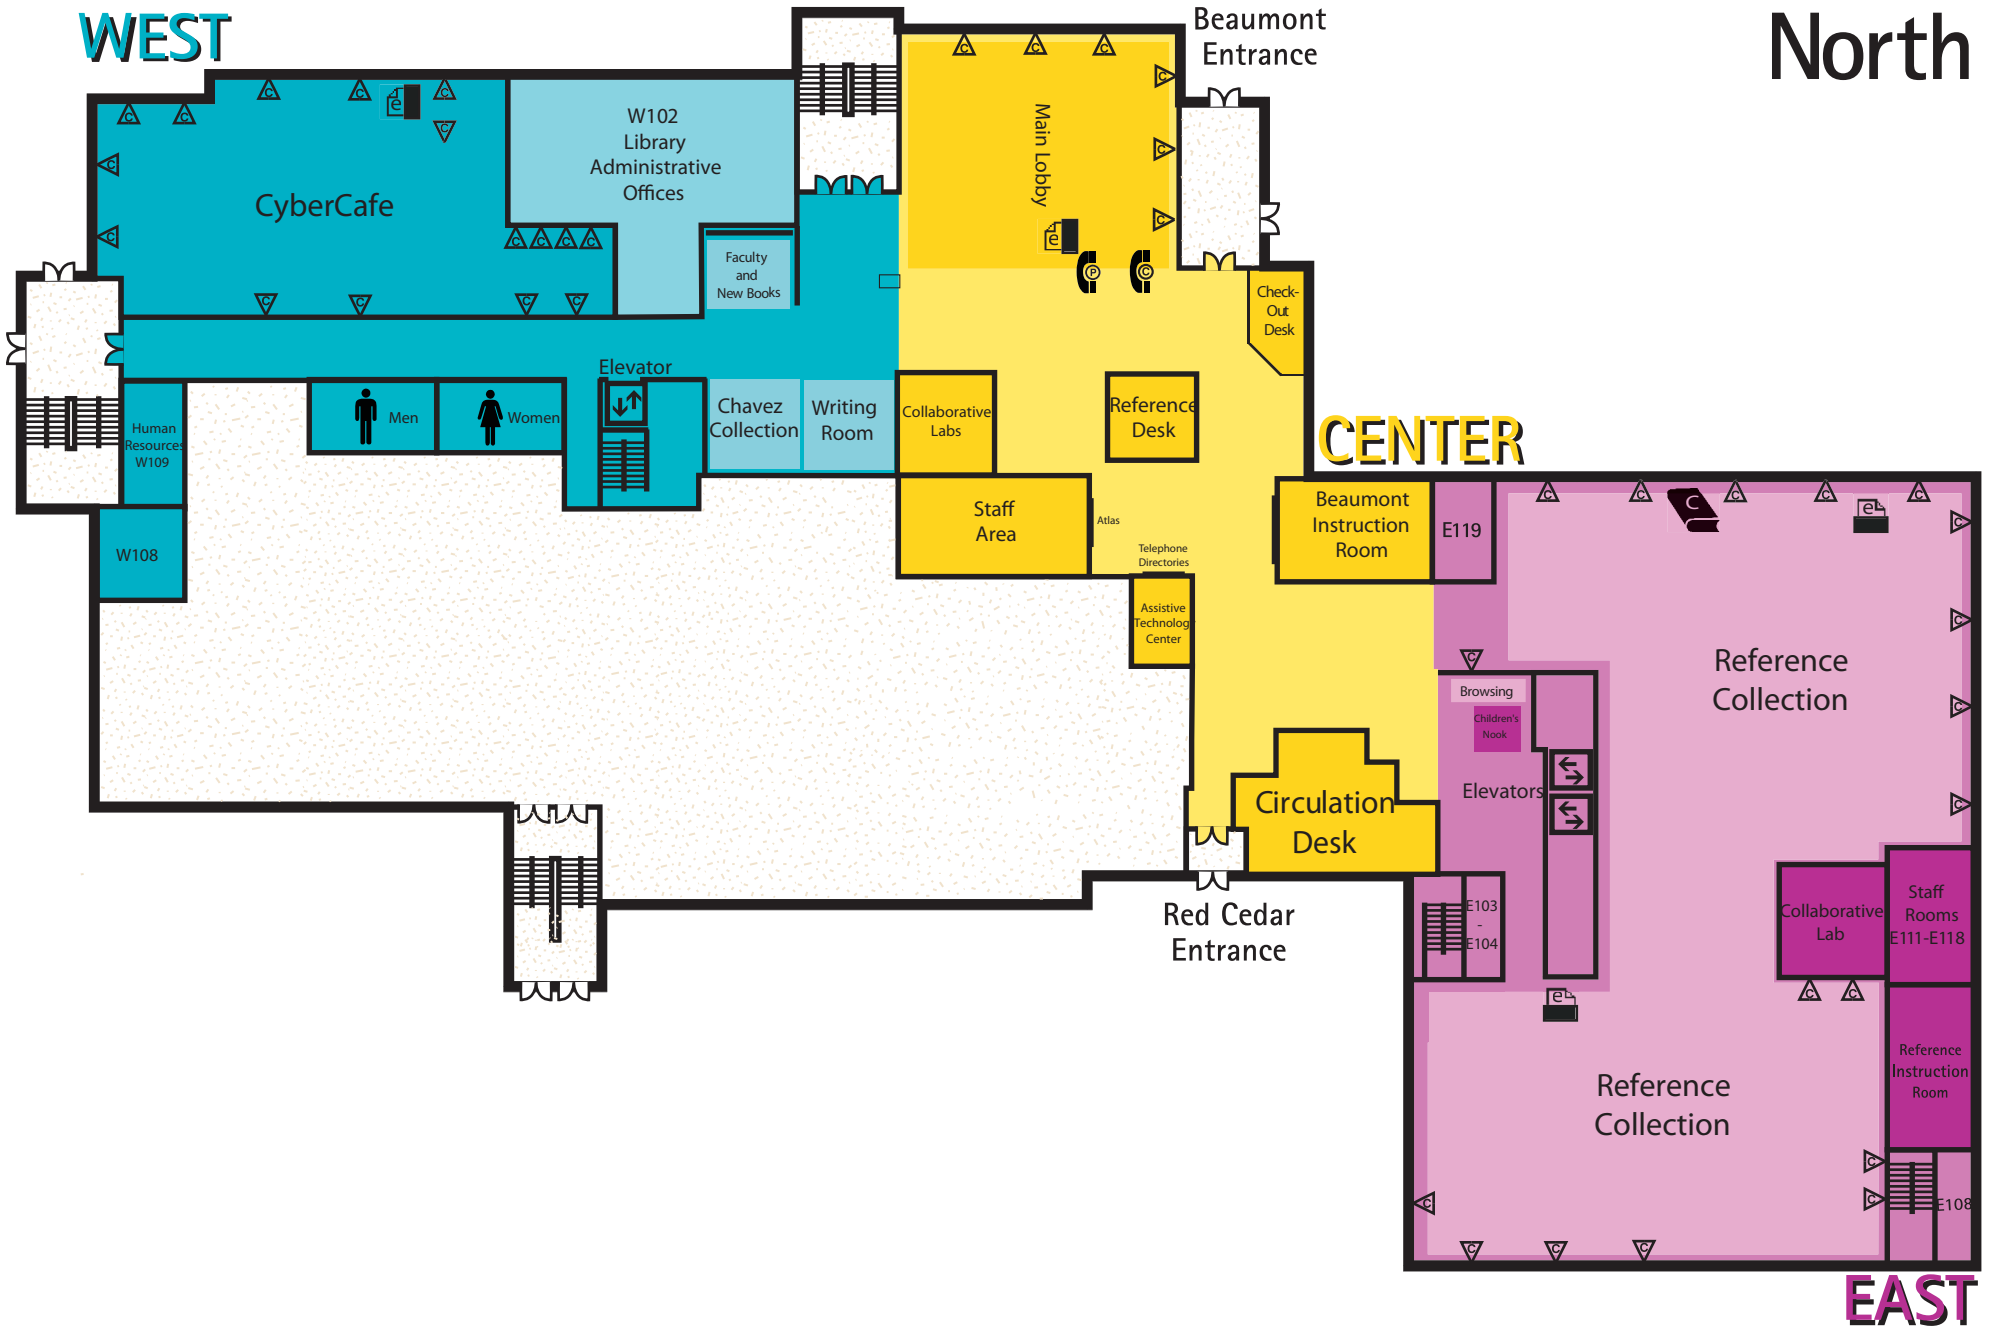 WEST
Beaumont
Entrance
North
W102
Library
Administrative
Offices
Main Lobby
CyberCafe
Faculty
and
New Books
Check-
Out
Desk
Elevator
Men
Women
Human
Resources
W109
Chavez
Collection
Writing
Room
Collaborative
Labs
Reference
Desk
CENTER
W108
Staff
Area
Atlas
Telephone
Directories
Beaumont
Instruction
Room
E119
Assistive
Technolog
Center
Reference
Collection
Browsing
Children's
Nook
Elevators
Circulation
Desk
Red Cedar
Entrance
E103
-
E104
Collaborative
Lab
Staff
Rooms
E111-E118
Reference
Collection
Reference
Instruction
Room
E108
EAST